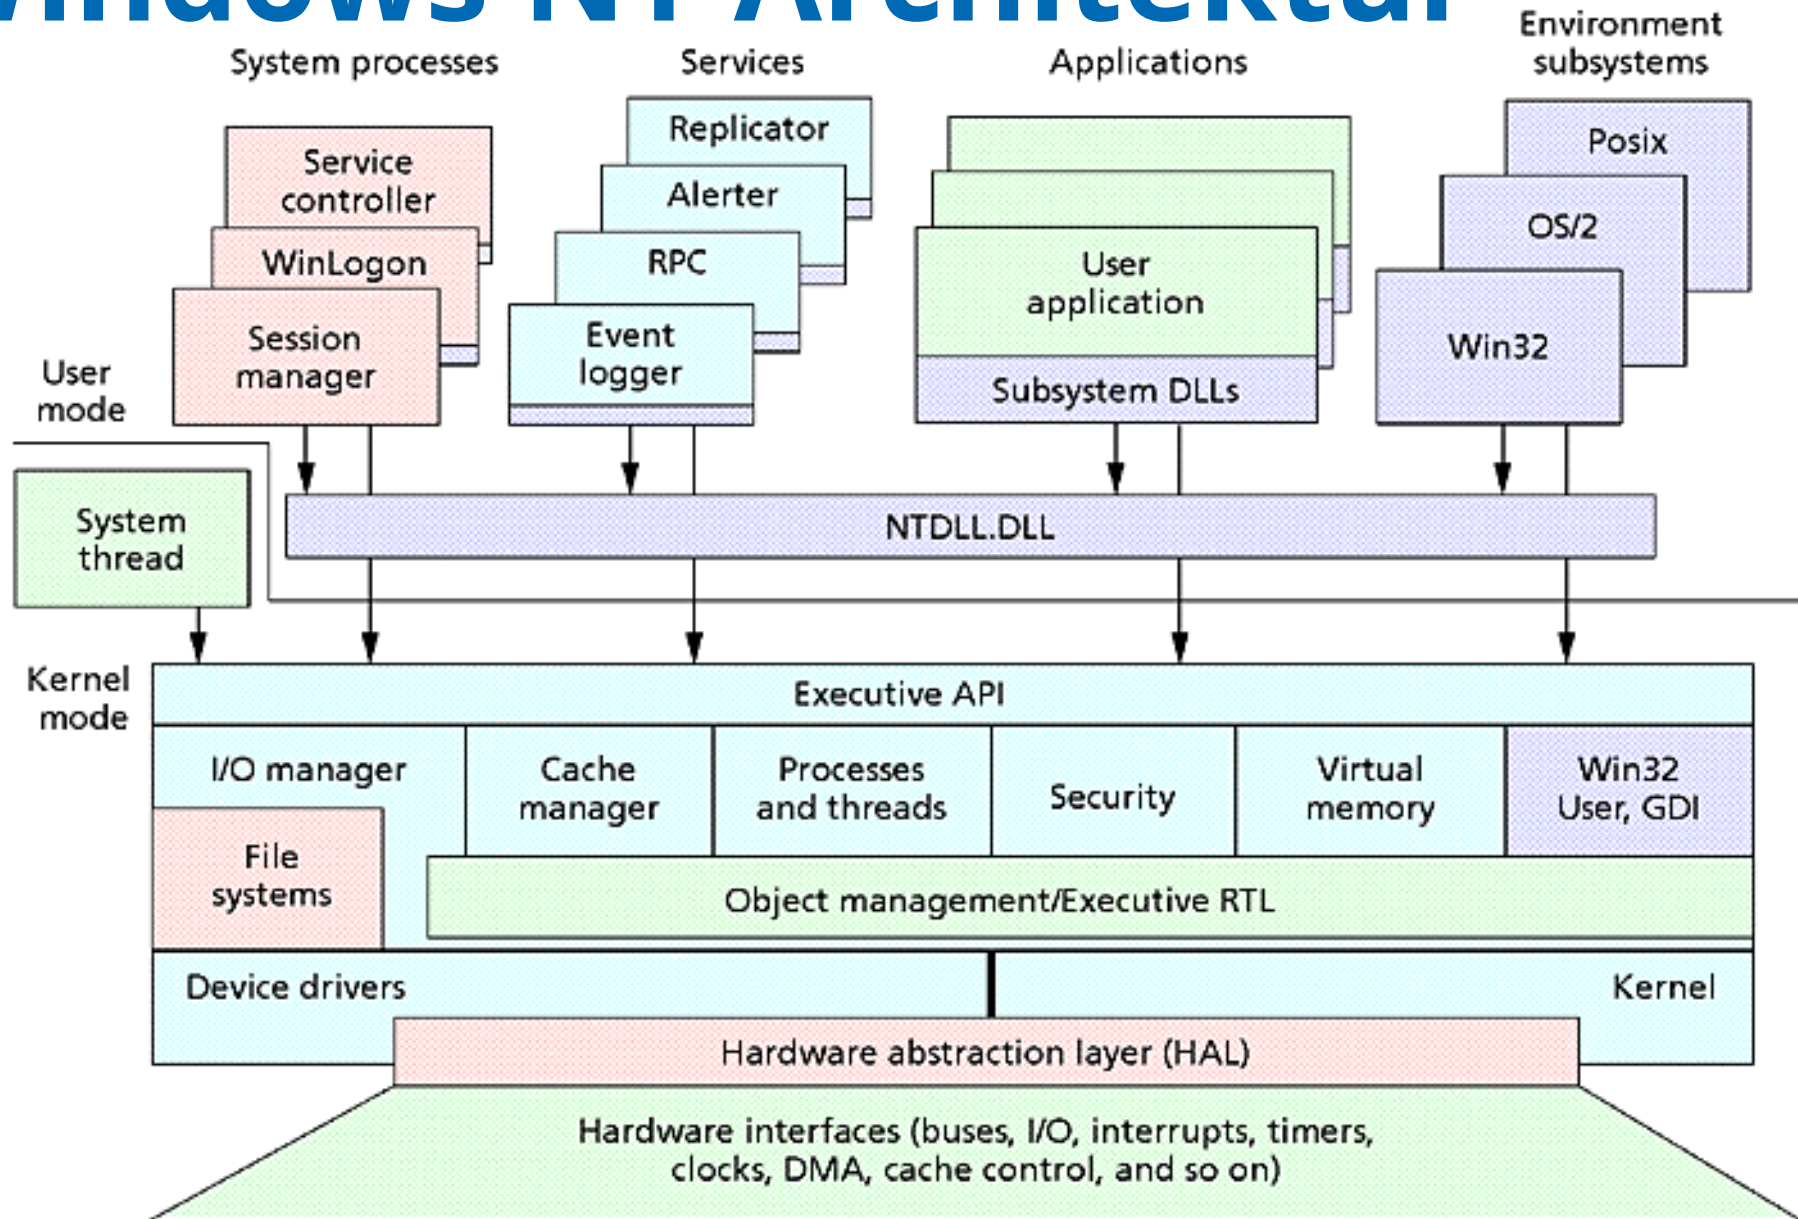 Windows NT Architektur
Environment
subsystems
System processes
Services
Applications
Service
controller
WinLogon
Session
manager
Replicator
Alerter
RPC
Event
logger
User
application
Subsystem DLLs
Posix
OS/2
Win32
User
mode
System
thread
NTDLL.DLL
Kernel
mode
Executive API
I/O manager
Cache
manager
Processes
and threads
Security
Virtual
memory
Win32
User, GDI
File
systems
Object management/Executive RTL
Device drivers
Kernel
Hardware abstraction layer (HAL)
Hardware interfaces (buses, I/O, interrupts, timers,
clocks, DMA, cache control, and so on)